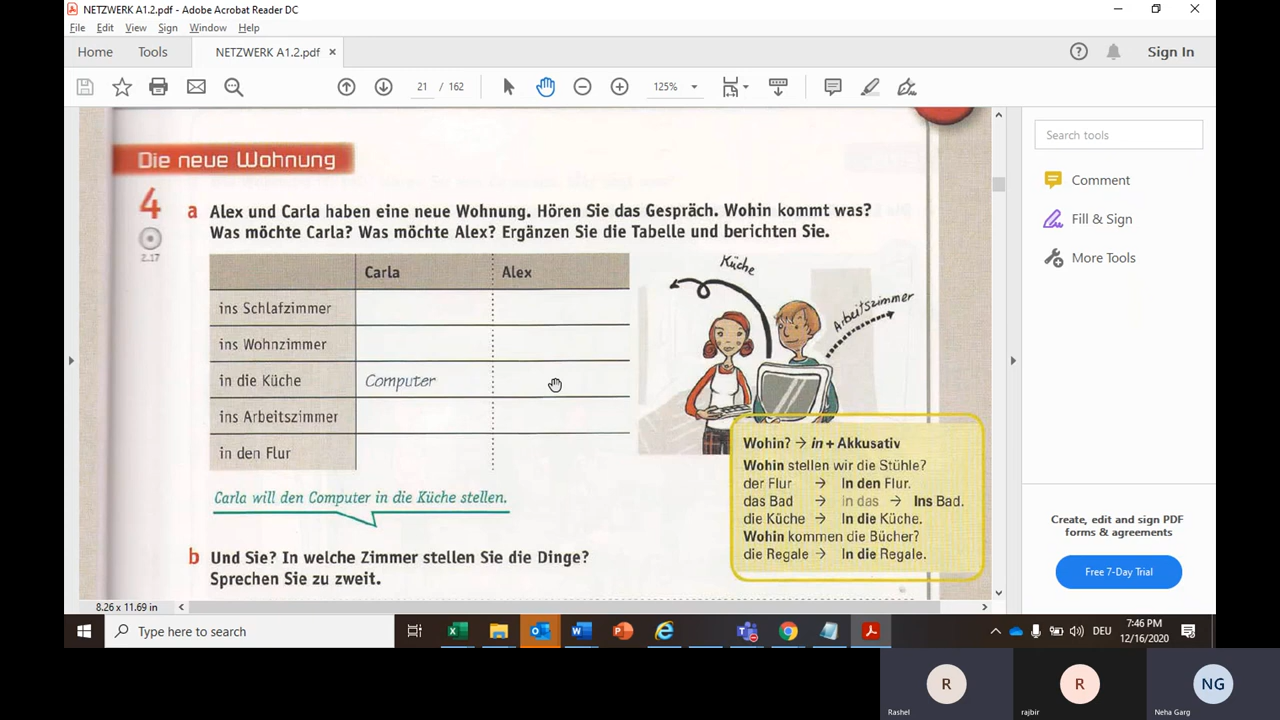 NETZWERK A1.2.pdf - Adobe Acrobat Reader DC
File Edit View Sign Window Help
Home Tools NETZWERK A1.2.pdf × Sign In
21 / 162 125%
Die neue Wohnung
4
2.17
a Alex und Carla haben eine neue Wohnung. Hören Sie das Gespräch. Wohin kommt was?
Was möchte Carla? Was möchte Alex? Ergänzen Sie die Tabelle und berichten Sie.
Carla Alex
ins Schlafzimmer
ins Wohnzimmer
in die Küche Computer
ins Arbeitszimmer
in den Flur
Carla will den Computer in die Küche stellen.
Küche
Arbeitszimmer
Wohin? → in + Akkusativ
Wohin stellen wir die Stühle?
der Flur → In den Flur.
das Bad → in das → Ins Bad.
die Küche → In die Küche.
Wohin kommen die Bücher?
die Regale → In die Regale.
b Und Sie? In welche Zimmer stellen Sie die Dinge?
Sprechen Sie zu zweit.
8.26 x 11.69 in
Search tools
Comment
Fill & Sign
More Tools
Create, edit and sign PDF
forms & agreements
Free 7-Day Trial
Type here to search
DEU
7:46 PM
12/16/2020
R
Rashel
R
rajbir
NG
Neha Garg